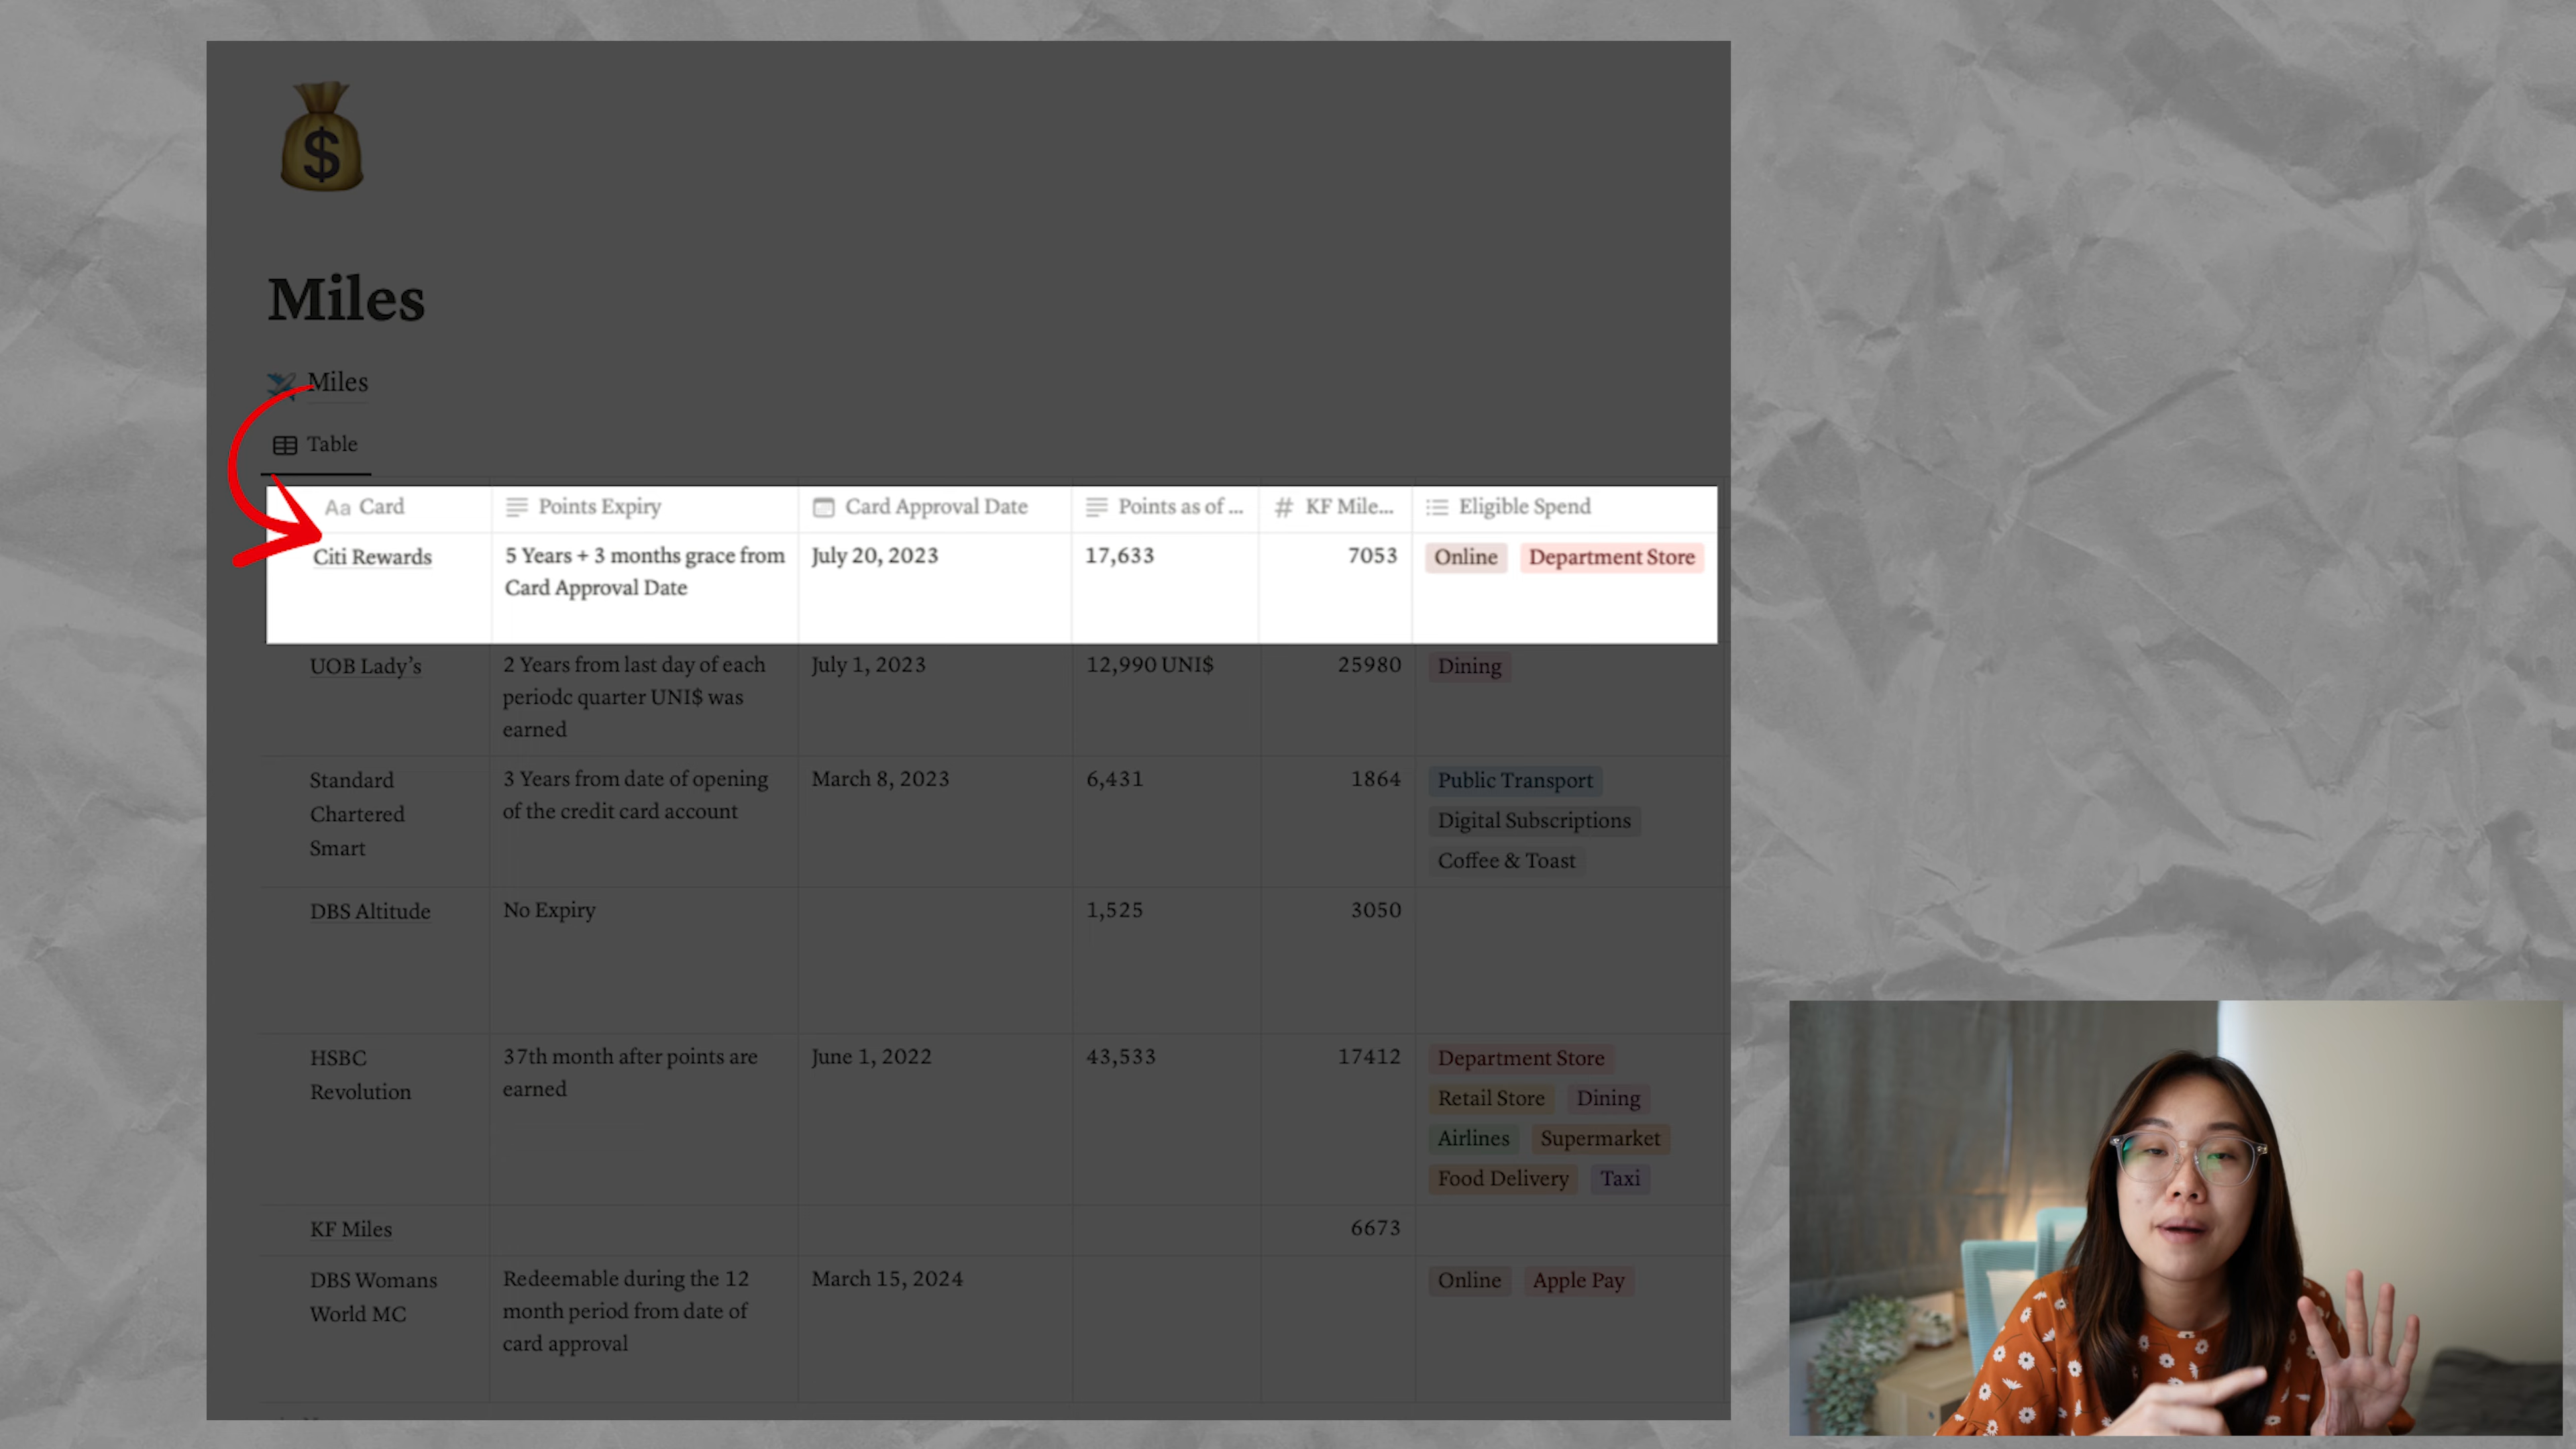 $
Miles
Miles
Table
Aa Card Points Expiry Card Approval Date Points as of ... # KF Mile... Eligible Spend
Citi Rewards 5 Years + 3 months grace from July 20, 2023 17,633 7053 Online Department Store
Card Approval Date
UOB Lady's 2 Years from last day of each July 1, 2023 12,990 UNI$ 25980 Dining
periodc quarter UNI$ was
earned
Standard 3 Years from date of opening March 8, 2023 6,431 1864 Public Transport
Chartered of the credit card account Digital Subscriptions
Smart Coffee & Toast
DBS Altitude No Expiry 1,525 3050
HSBC 37th month after points are June 1, 2022 43,533 17412 Department Store
Revolution earned Retail Store Dining
Airlines Supermarket
Food Delivery Taxi
KF Miles 6673
DBS Womans Redeemable during the 12 March 15, 2024 Online Apple Pay
World MC month period from date of
card approval